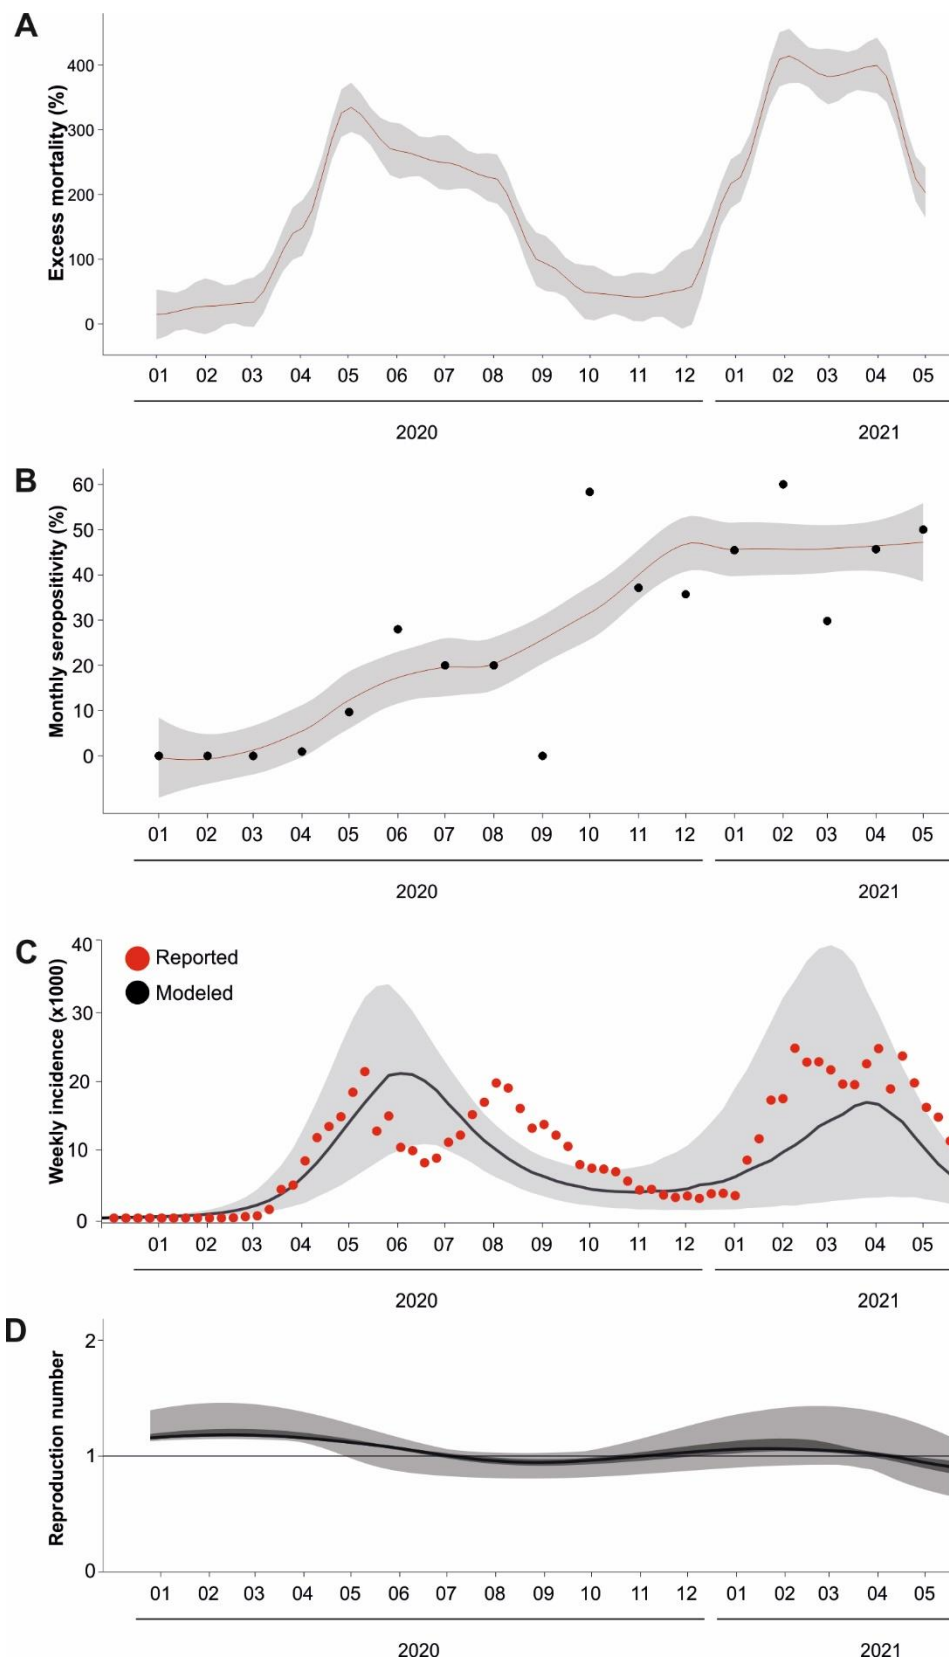 A
Excess mortality (%)
400
300
200
100
0
01 02 03 04 05 06 07 08 09 10 11 12 01 02 03 04 05
2020 2021
B
Monthly seropositivity (%)
60
50
40
30
20
10
0
01 02 03 04 05 06 07 08 09 10 11 12 01 02 03 04 05
2020 2021
C
Weekly incidence (x1000)
Reported
Modeled
40
30
20
10
0
01 02 03 04 05 06 07 08 09 10 11 12 01 02 03 04 05
2020 2021
D
Reproduction number
2
1
0
01 02 03 04 05 06 07 08 09 10 11 12 01 02 03 04 05
2020 2021